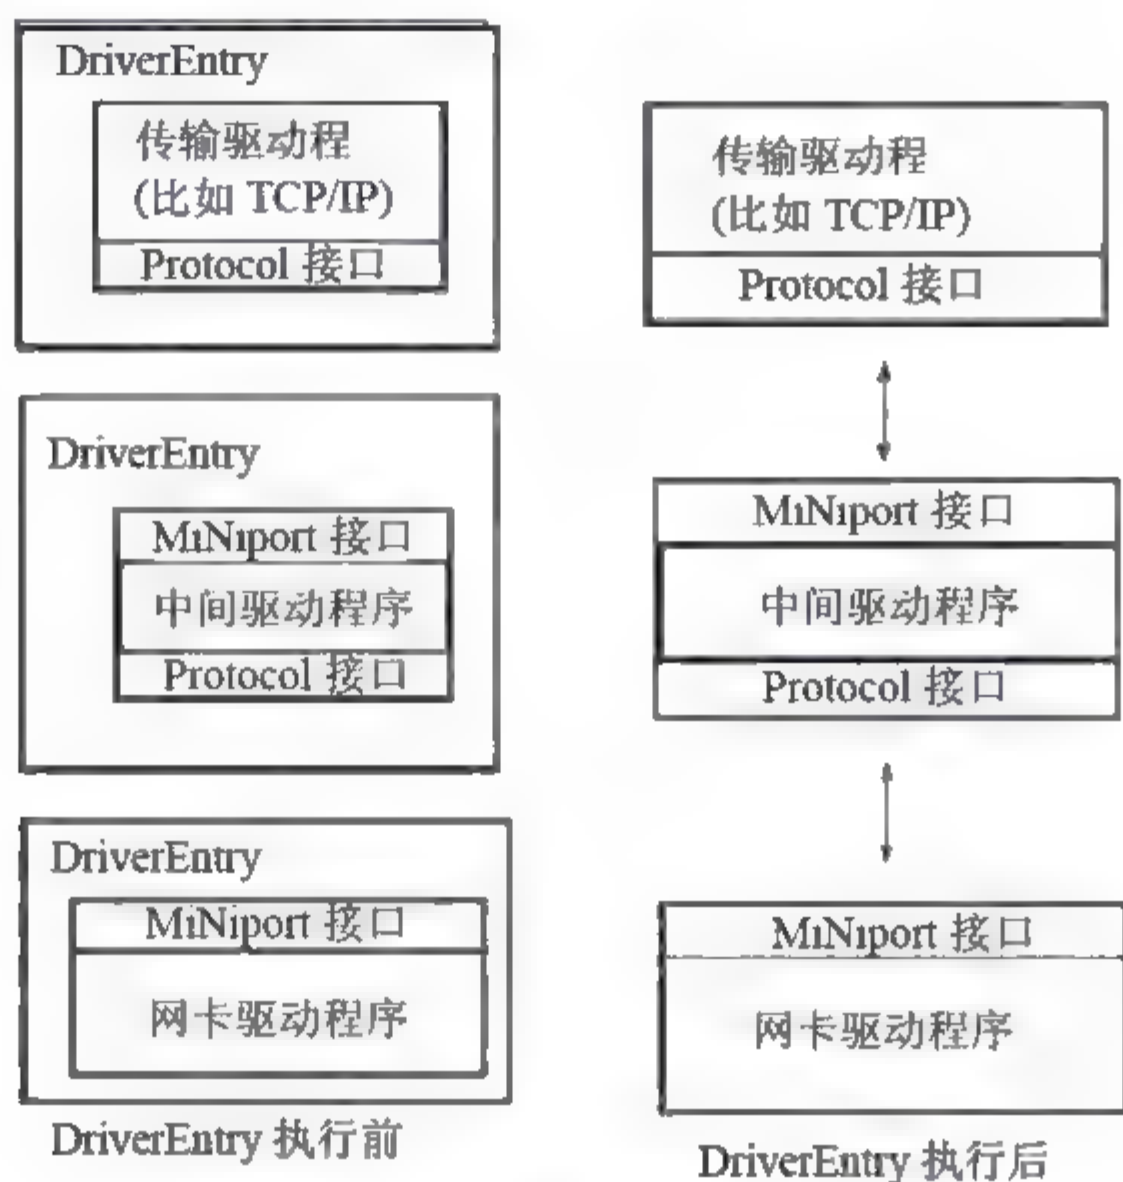 DriverEntry
传输驱动程
(比如 TCP/IP)
Protocol 接口
DriverEntry
MiNiport 接口
中间驱动程序
Protocol 接口
DriverEntry
MiNiport 接口
网卡驱动程序
DriverEntry 执行前
传输驱动程
(比如 TCP/IP)
Protocol 接口
MiNiport 接口
中间驱动程序
Protocol 接口
MiNiport 接口
网卡驱动程序
DriverEntry 执行后